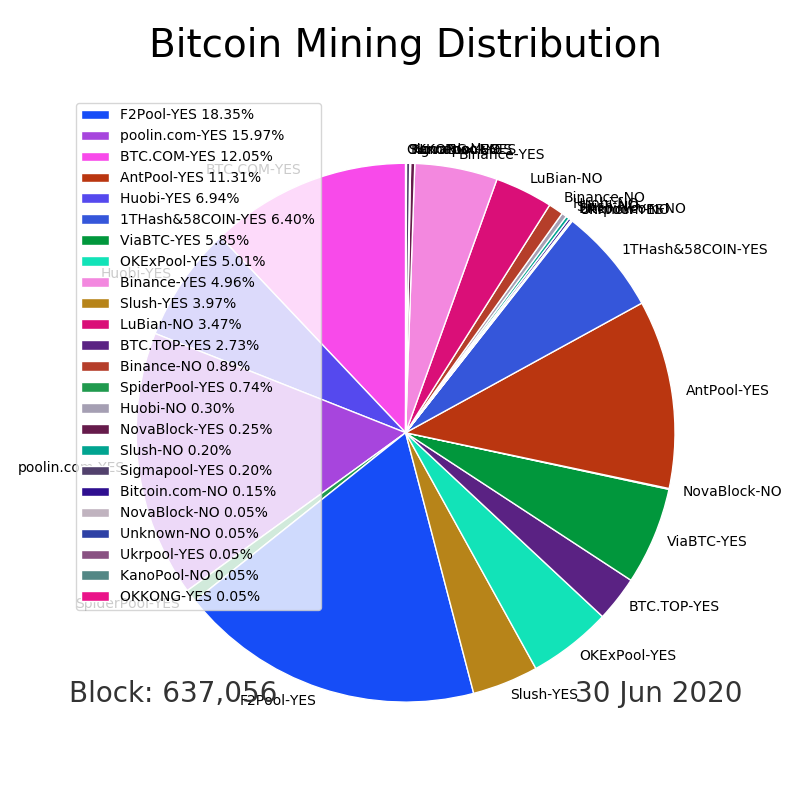 Bitcoin Mining Distribution
F2Pool-YES 18.35%
poolin.com-YES 15.97%
BTC.COM-YES 12.05%
AntPool-YES 11.31%
Huobi-YES 6.94%
1THash&58COIN-YES 6.40%
ViaBTC-YES 5.85%
OKExPool-YES 5.01%
Binance-YES 4.96%
Slush-YES 3.97%
LuBian-NO 3.47%
BTC.TOP-YES 2.73%
Binance-NO 0.89%
SpiderPool-YES 0.74%
Huobi-NO 0.30%
NovaBlock-YES 0.25%
Slush-NO 0.20%
Sigmapool-YES 0.20%
Bitcoin.com-NO 0.15%
NovaBlock-NO 0.05%
Unknown-NO 0.05%
Ukrpool-YES 0.05%
KanoPool-NO 0.05%
OKKONG-YES 0.05%
BTC.COM-YES
Huobi-YES
poolin.com-YES
SpiderPool-YES
F2Pool-YES
Slush-YES
OKExPool-YES
BTC.TOP-YES
ViaBTC-YES
NovaBlock-NO
AntPool-YES
1THash&58COIN-YES
Binance-NO
LuBian-NO
Binance-YES
Block: 637,056
30 Jun 2020